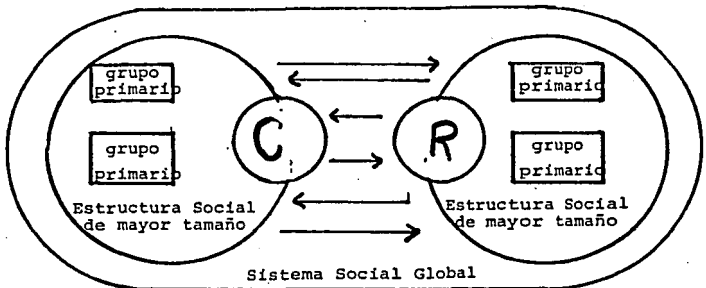 grupo
primario
grupo
primario
C
Estructura Social
de mayor tamaño
grupo
primario
grupo
primario
R
Estructura Social
de mayor tamaño
Sistema Social Global